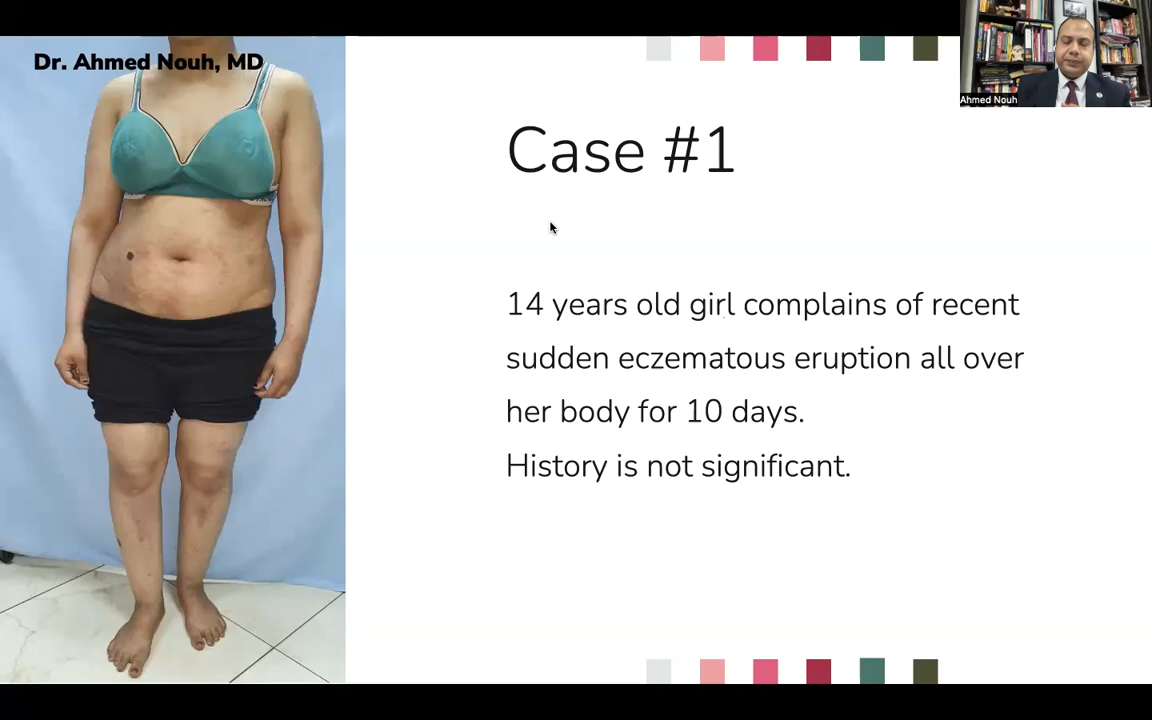 Dr. Ahmed Nouh, MD
Ahmed Nouh
Case #1
14 years old girl complains of recent
sudden eczematous eruption all over
her body for 10 days.
History is not significant.